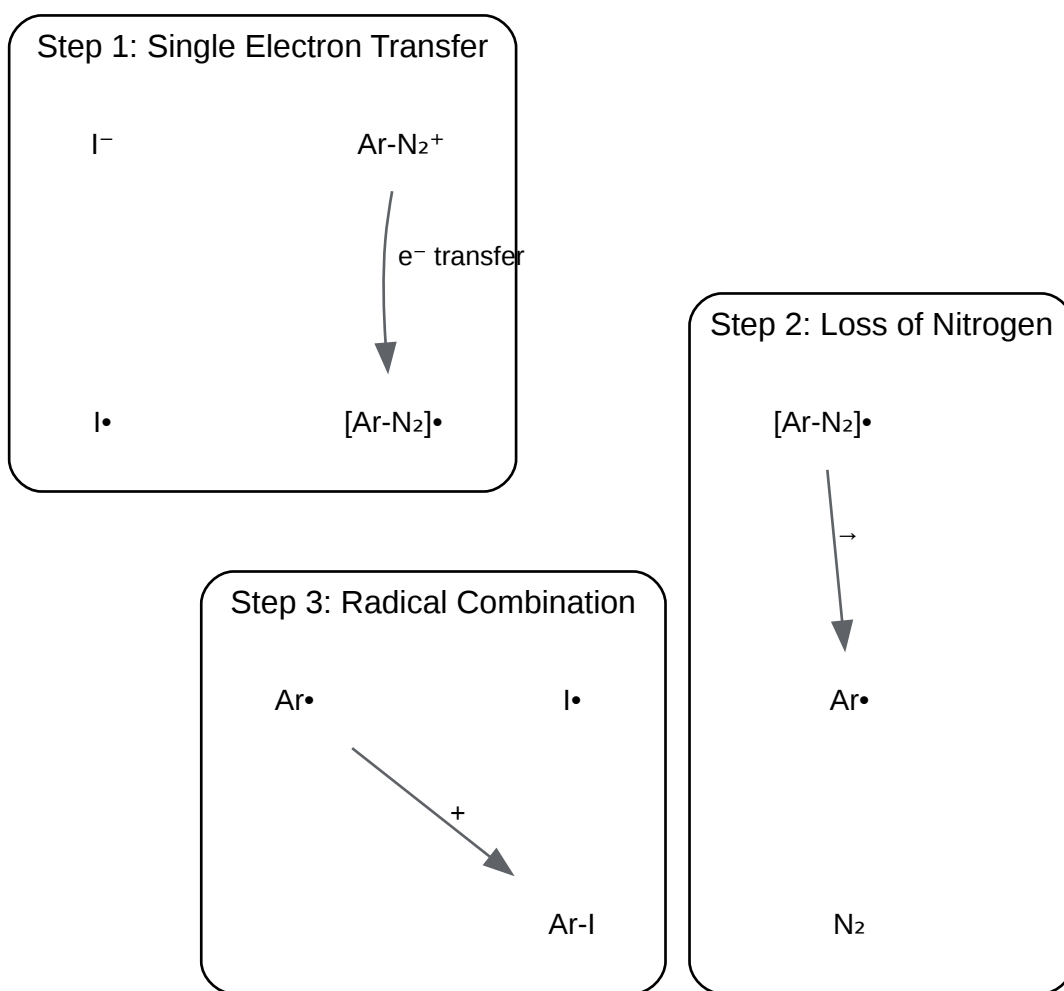 Step 1: Single Electron Transfer
I⁻
Ar-N₂⁺
e⁻ transfer
I•
[Ar-N₂]•
Step 2: Loss of Nitrogen
[Ar-N₂]•
→
Ar•
N₂
Step 3: Radical Combination
Ar•
I•
+
Ar-I